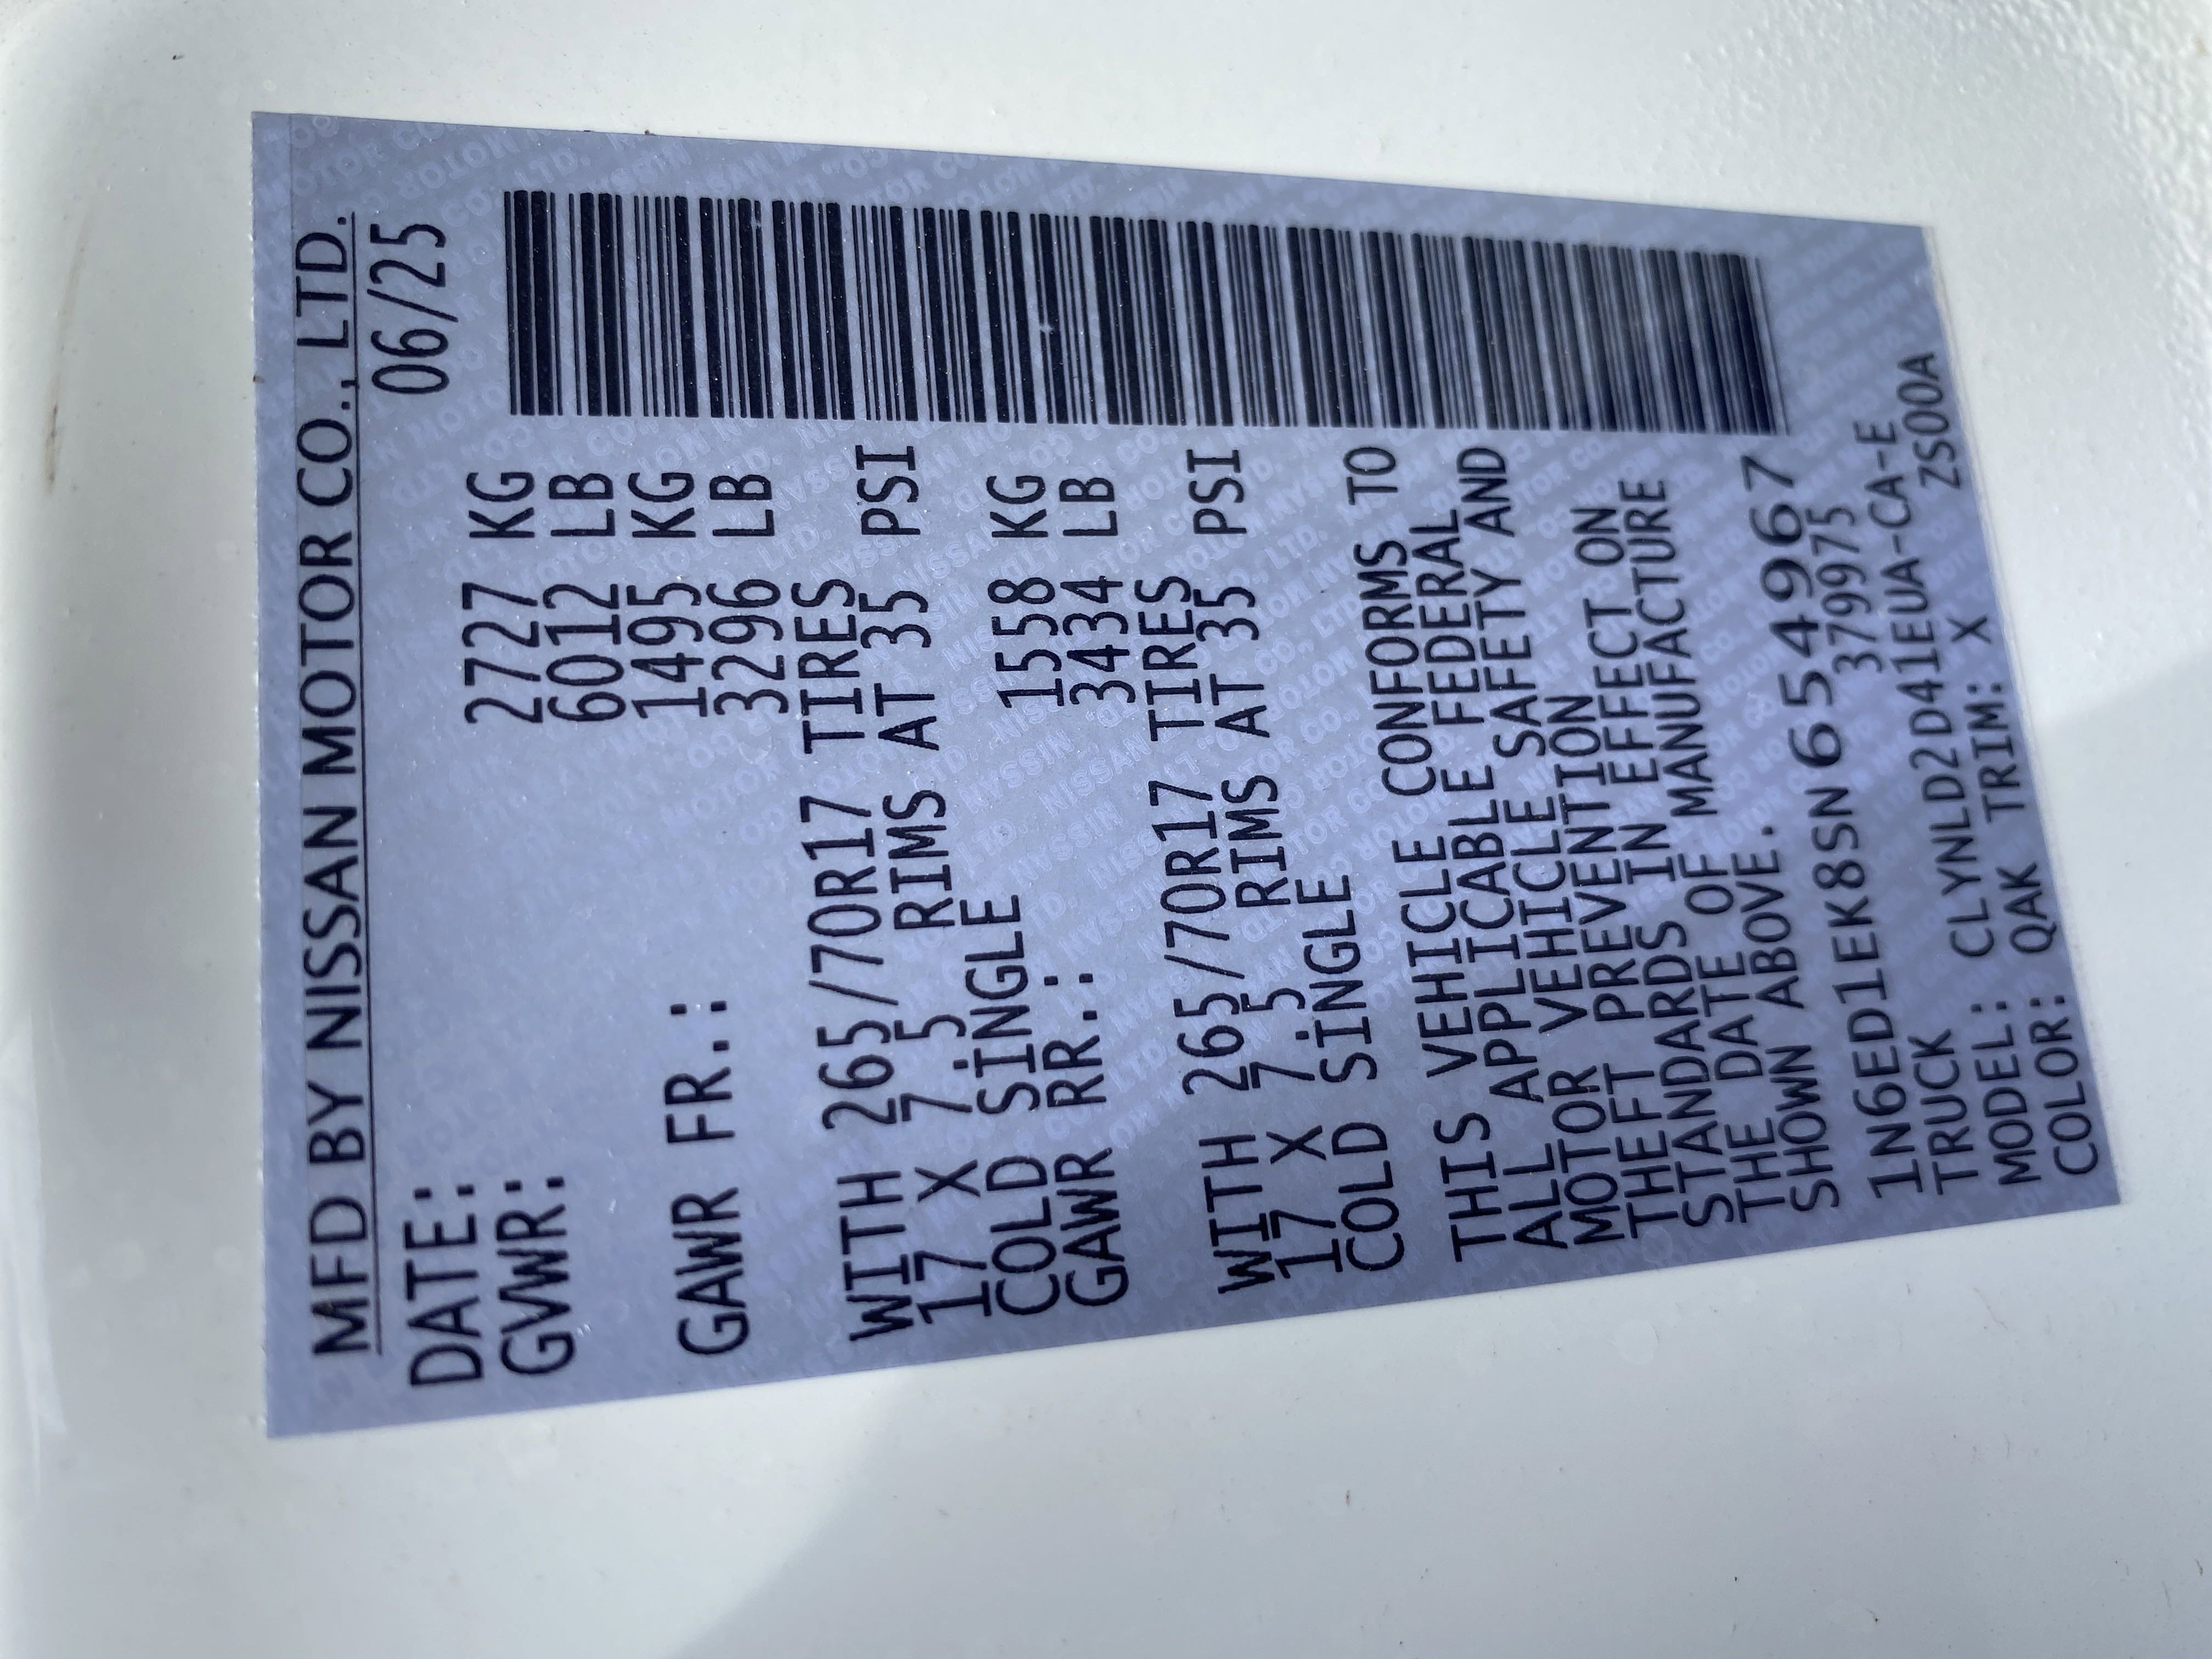 MFD BY NISSAN MOTOR CO., LTD.
DATE: 06/25
GVWR: 2727 KG
6012 LB
GAWR FR.: 1495 KG
3296 LB
WITH 265/70R17 TIRES
17 X 7.5 RIMS AT 35 PSI
COLD SINGLE
GAWR RR.: 1558 KG
3434 LB
WITH 265/70R17 TIRES
17 X 7.5 RIMS AT 35 PSI
COLD SINGLE
THIS VEHICLE CONFORMS TO
ALL APPLICABLE FEDERAL
MOTOR VEHICLE SAFETY AND
THEFT PREVENTION
STANDARDS IN EFFECT ON
THE DATE OF MANUFACTURE
SHOWN ABOVE.
1N6ED1EK8SN654967
TRUCK 3799975
MODEL: CLYNLD2D41EUA-CA-E
COLOR: QAK TRIM: X ZS00A